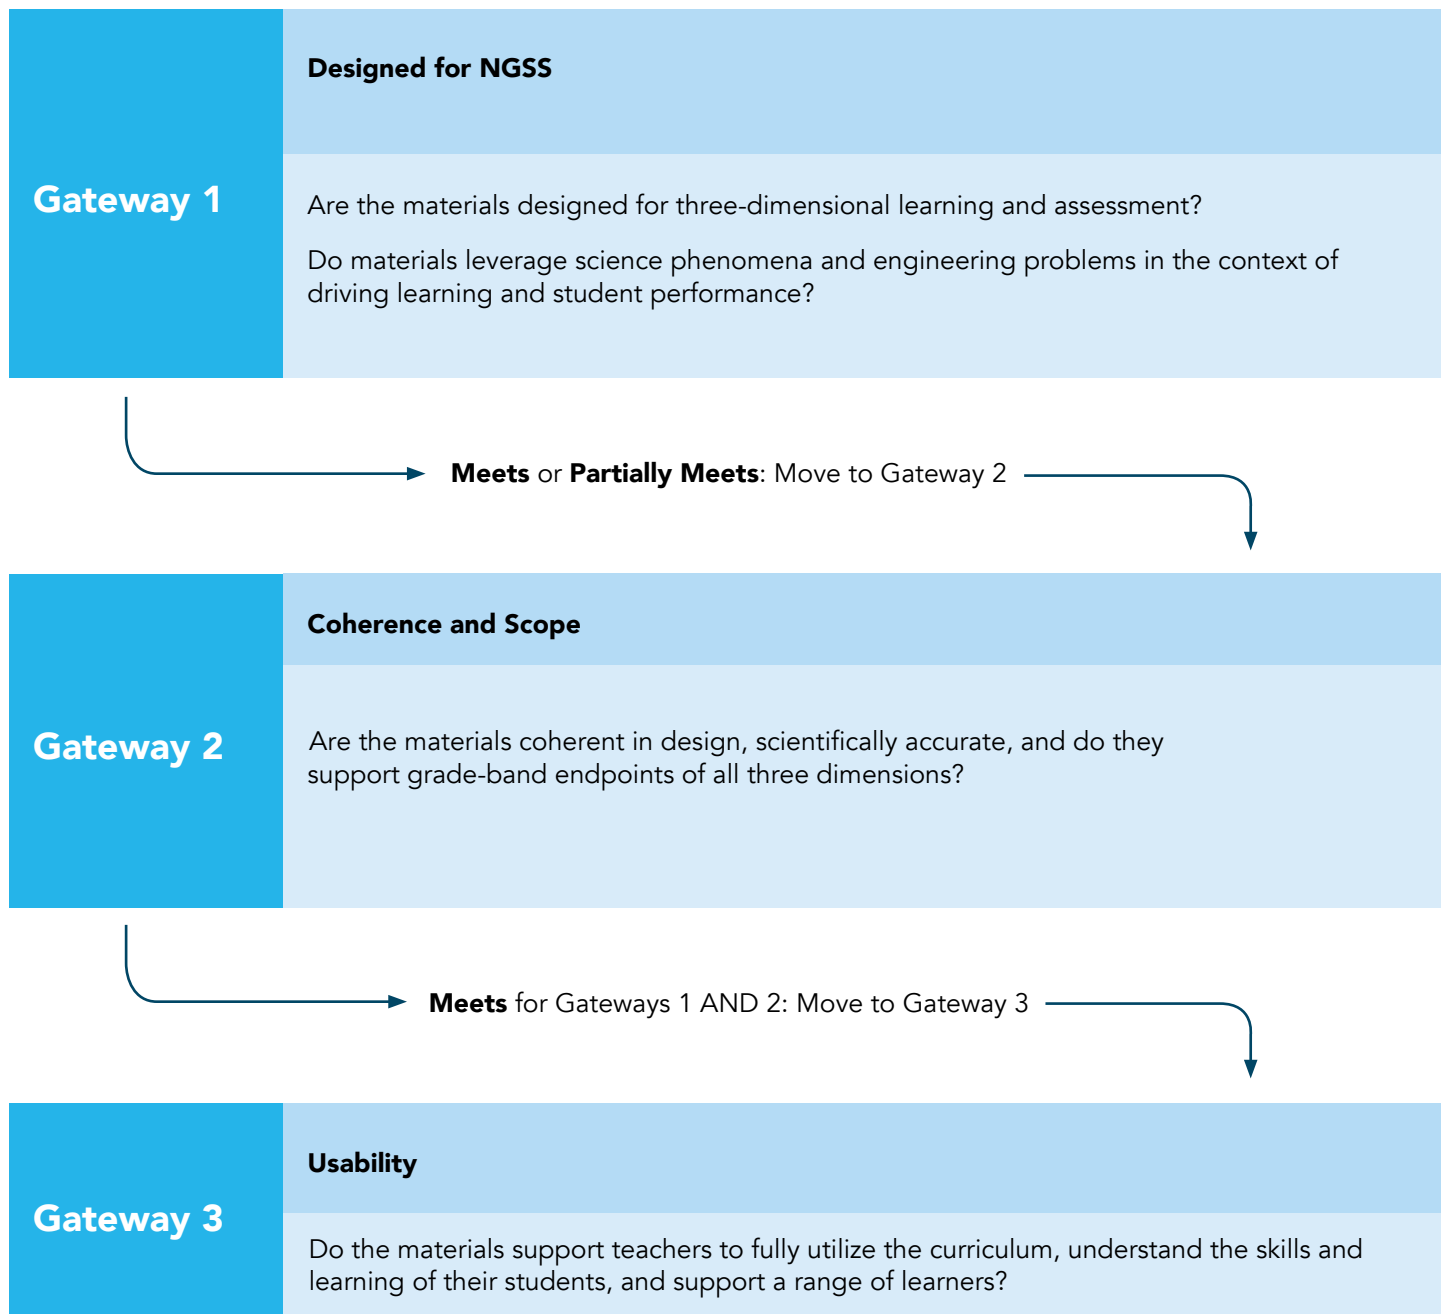 Designed for NGSS
Gateway 1
Are the materials designed for three-dimensional learning and assessment?
Do materials leverage science phenomena and engineering problems in the context of
driving learning and student performance?
Meets or Partially Meets: Move to Gateway 2
Coherence and Scope
Gateway 2
Are the materials coherent in design, scientifically accurate, and do they
support grade-band endpoints of all three dimensions?
Meets for Gateways 1 AND 2: Move to Gateway 3
Usability
Gateway 3
Do the materials support teachers to fully utilize the curriculum, understand the skills and
learning of their students, and support a range of learners?